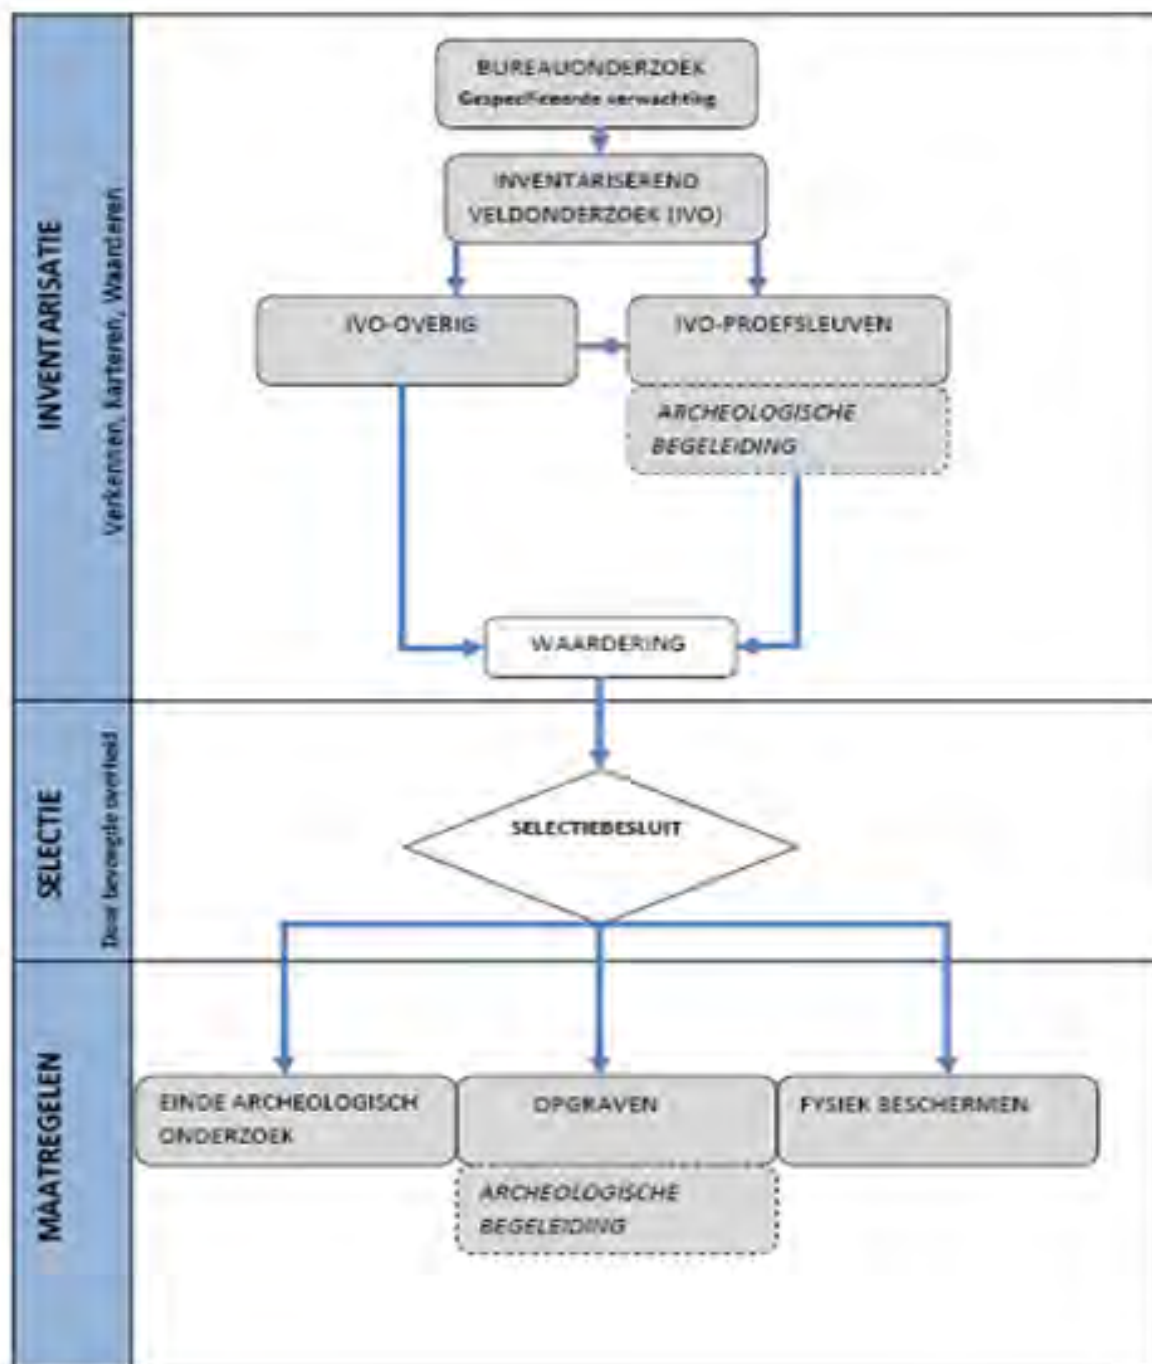 INVENTARISATIE
Verkennen, Karteren, Waarderen
BUREAUONDERZOEK
Gespecificeerde verwachting
INVENTARISEREND
VELDONDERZOEK (IVO)
IVO-OVERIG
IVO-PROEFSLEUVEN
ARCHEOLOGISCHE
BEGELEIDING
WAARDERING
SELECTIE
Door bevoegde overheid
SELECTIEBESLUIT
MAATREGELEN
EINDE ARCHEOLOGISCH
ONDERZOEK
OPGRAVEN
FYSIEK BESCHERMEN
ARCHEOLOGISCHE
BEGELEIDING